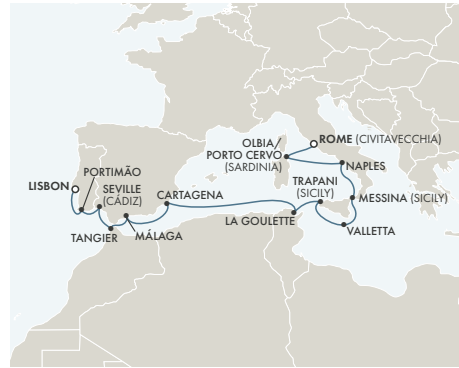 OLBIA/
PORTO CERVO
(SARDINIA)
ROME (CIVITAVECCHIA)
NAPLES
PORTIMÃO
LISBON
SEVILLE
(CÁDIZ)
CARTAGENA
TRAPANI
(SICILY)
MESSINA (SICILY)
LA GOULETTE
VALLETTA
TANGIER
MÁLAGA